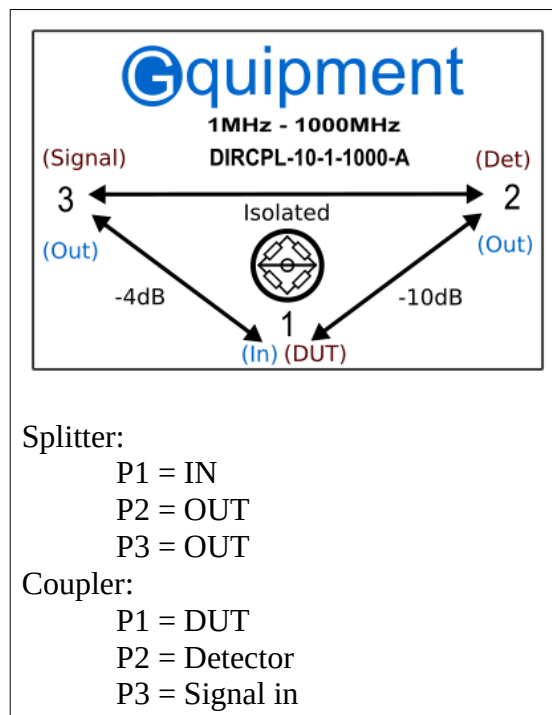 Gquipment
1MHz - 1000MHz
DIRCPL-10-1-1000-A
(Signal) (Det)
3 2
Isolated
(Out) (Out)
-4dB -10dB
1
(In) (DUT)
Splitter:
P1 = IN
P2 = OUT
P3 = OUT
Coupler:
P1 = DUT
P2 = Detector
P3 = Signal in